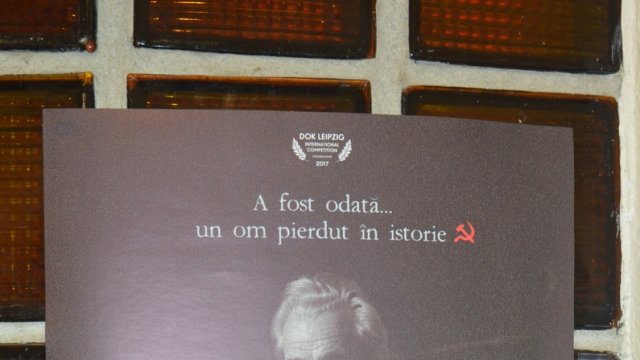 DOK LEIPZIG
INTERNATIONAL
COMPETITION
2017
A fost odată...
un om pierdut în istorie